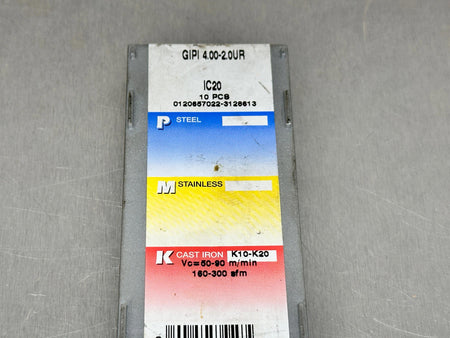 GIPI 4.00-2.0UR
IC20
10 PCS
0120657022-3126613
P STEEL
M STAINLESS
K CAST IRON K10-K20
Vc=50-90 m/min
160-300 sfm